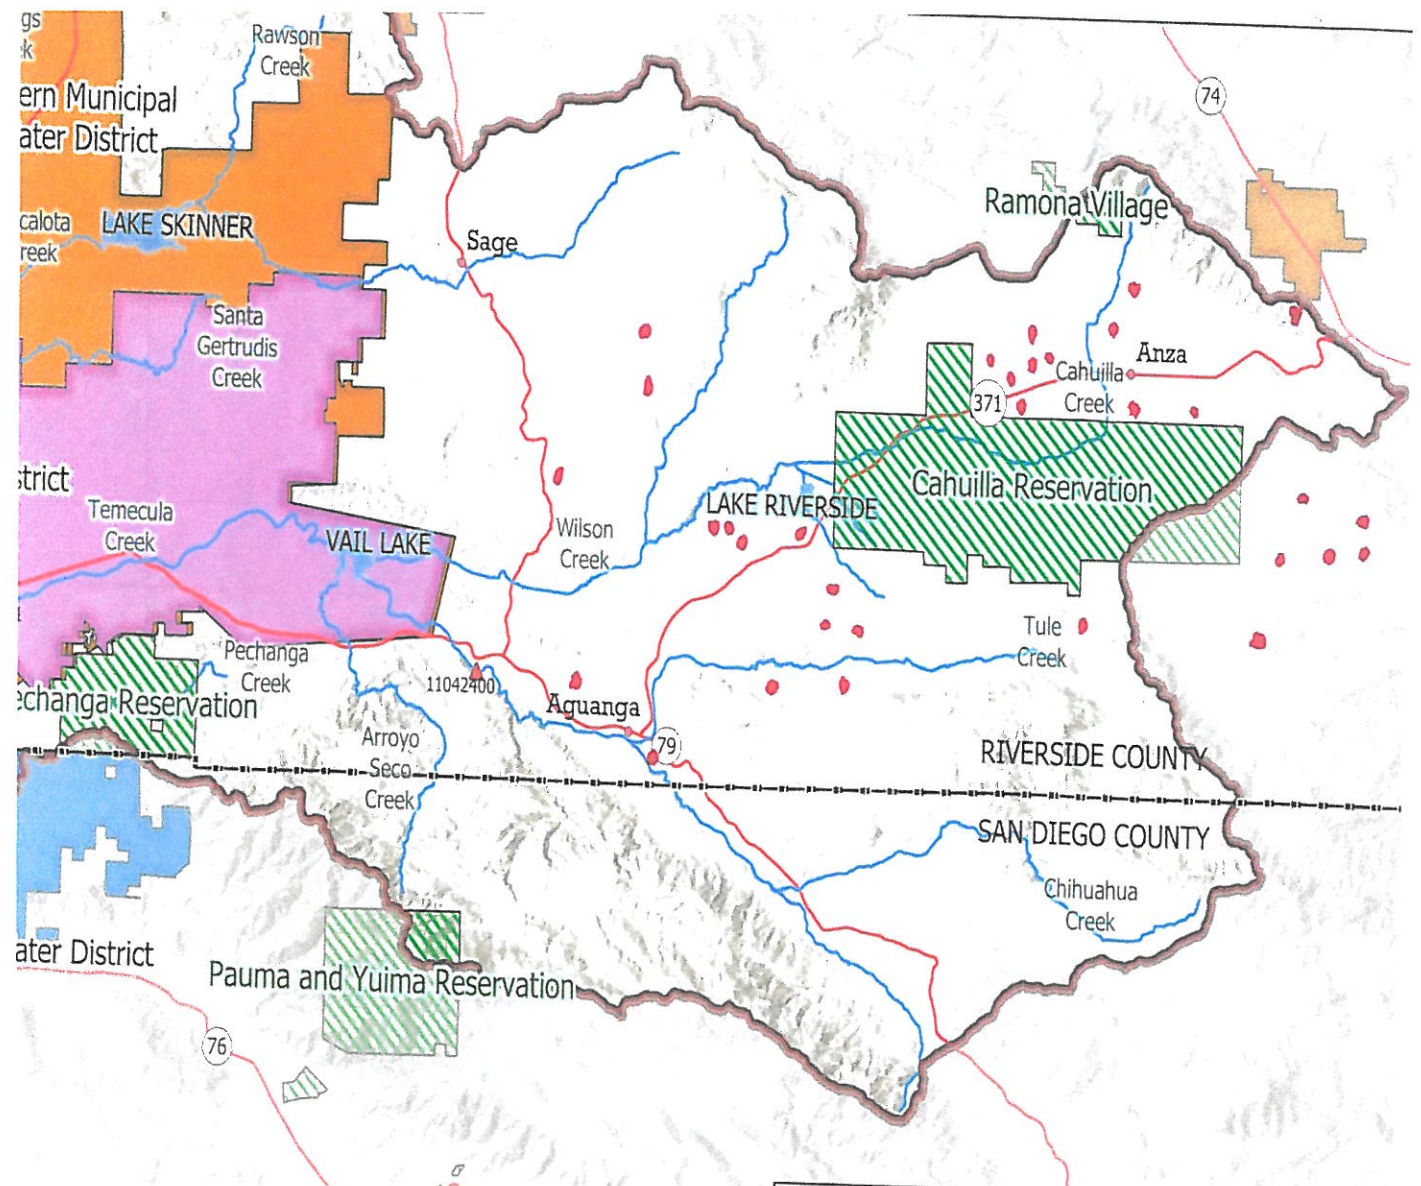 gs
ek
Rawson
Creek
ern Municipal
ater District
74
calota
reek
LAKE SKINNER
Sage
Ramona Village
Santa
Gertrudis
Creek
Cahuilla
Creek
Anza
371
strict
Temecula
Creek
VAIL LAKE
Wilson
Creek
LAKE RIVERSIDE
Cahuilla Reservation
Pechanga
Creek
echanga Reservation
11042400
Aguanga
79
Tule
Creek
Arroyo
Seco
Creek
RIVERSIDE COUNTY
SAN DIEGO COUNTY
Chihuahua
Creek
ater District
Pauma and Yuima Reservation
76